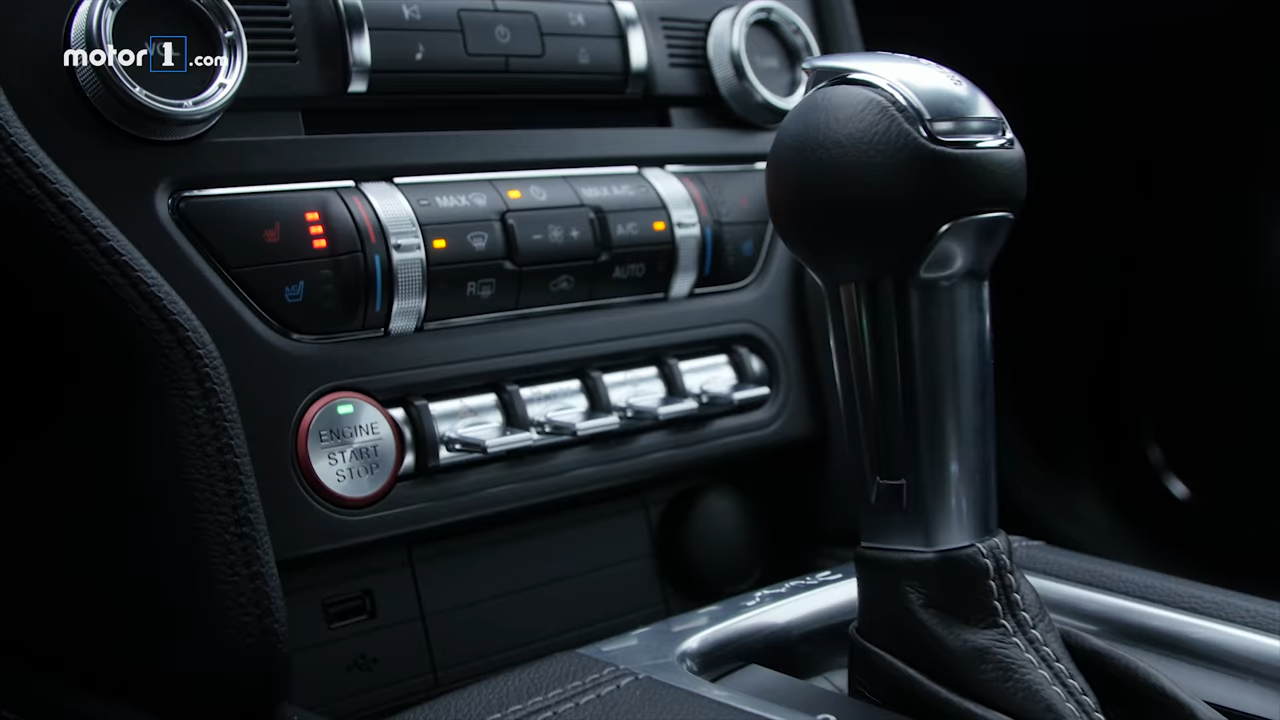 motor1.com
MAX
MAX A/C
A/C
R
AUTO
A/C
ENGINE
START
STOP